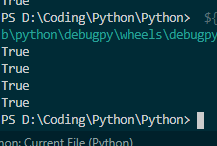 True
PS D:\Coding\Python\Python> ${
b\python\debugpy\wheels\debugpy
True
True
True
True
PS D:\Coding\Python\Python>
hon: Current File (Python)